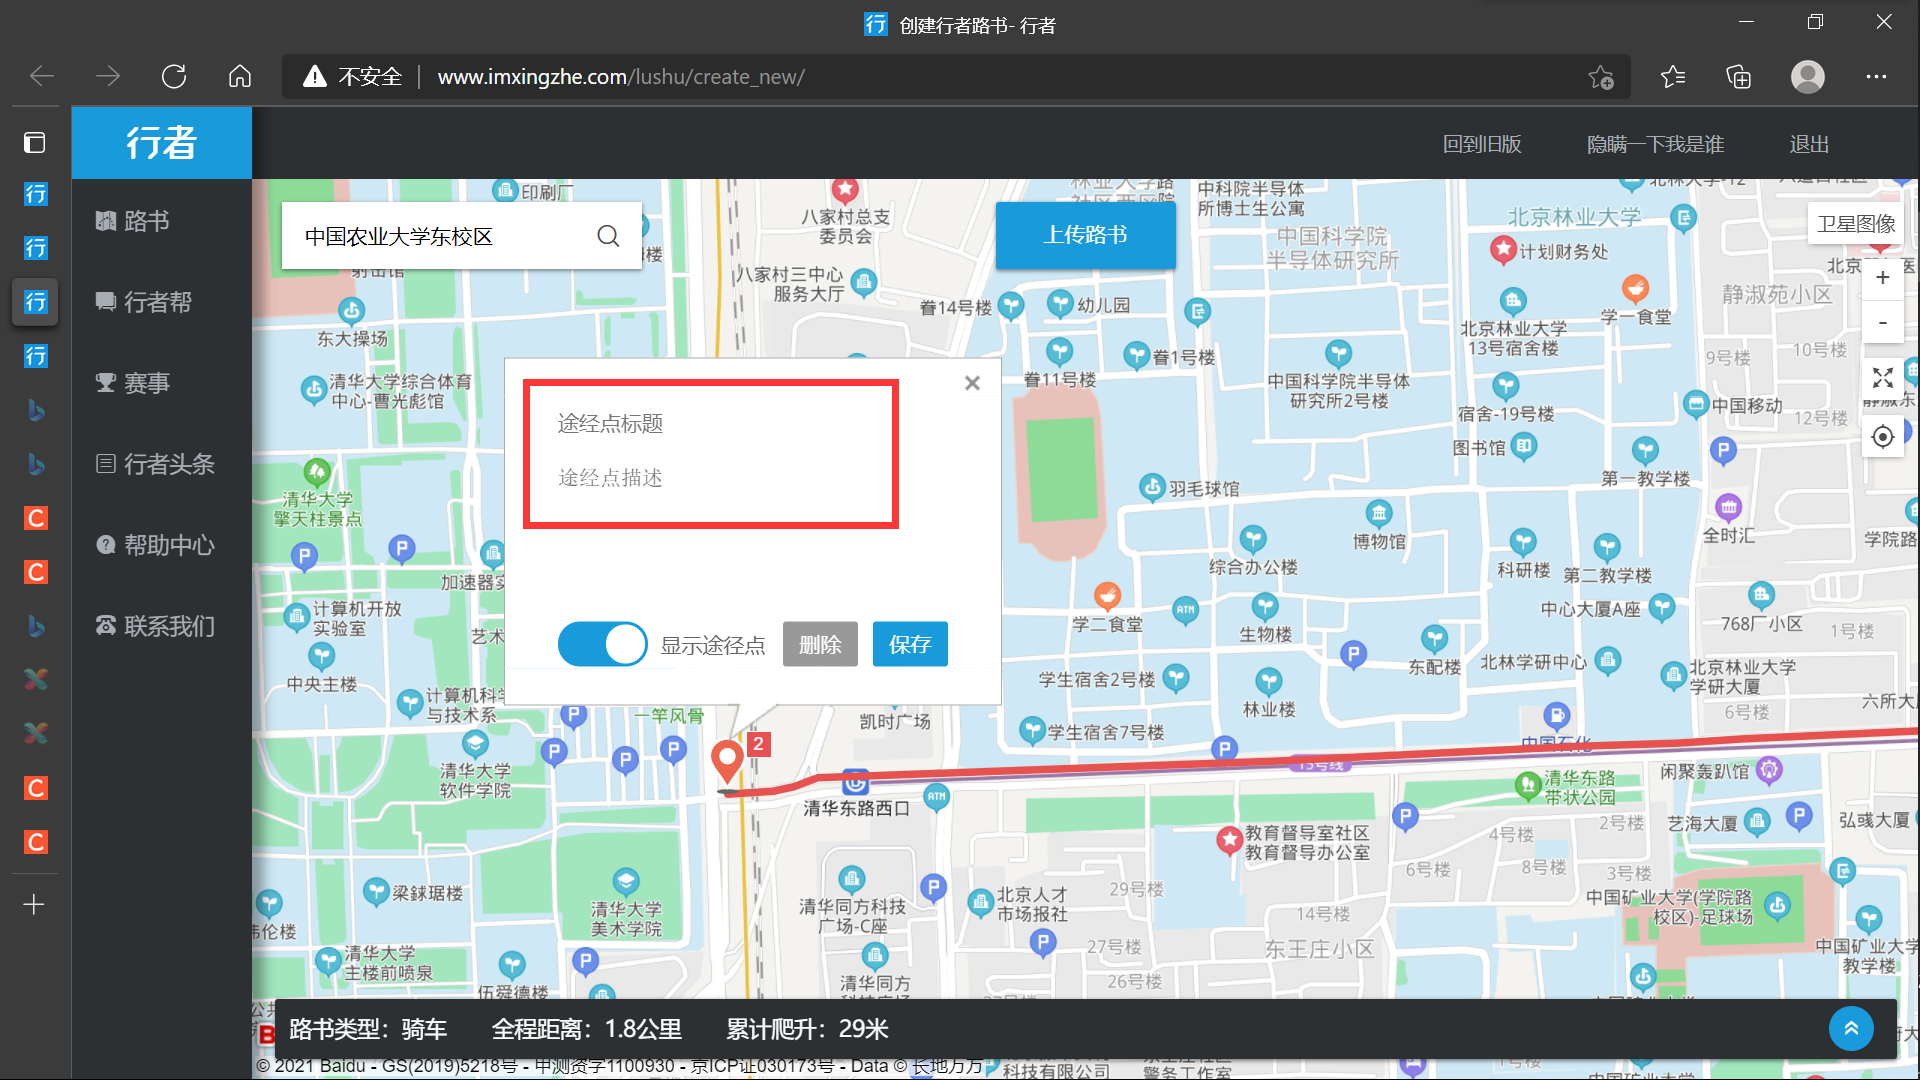 创建行者路书- 行者
不安全
www.imxingzhe.com/lushu/create_new/
行者
回到旧版
隐瞒一下我是谁
退出
路书
行者帮
赛事
行者头条
帮助中心
联系我们
中国农业大学东校区
上传路书
卫星图像
+
-
途经点标题
途经点描述
显示途径点
删除
保存
2
印刷厂
八家村总支
委员会
八家村三中心
服务大厅
中科院半导体
所博士生公寓
中国科学院
半导体研究所
北京林业大学
计划财务处
静淑苑小区
学一食堂
北京林业大学
13号宿舍楼
9号楼
10号楼
12号楼
东大操场
清华大学综合体育
中心-曹光彪馆
眷14号楼
幼儿园
眷1号楼
眷11号楼
中国科学院半导体
研究所2号楼
宿舍-19号楼
中国移动
图书馆
第一教学楼
清华大学
擎天柱景点
羽毛球馆
博物馆
全时汇
学院路
综合办公楼
科研楼
第二教学楼
计算机开放
实验室
学二食堂
ATM
生物楼
中心大厦A座
768厂小区
1号楼
中央主楼
东配楼
北林学研中心
北京林业大学
学研大厦
学生宿舍2号楼
林业楼
6号楼
一竿风骨
凯时广场
学生宿舍7号楼
中国石化
15号线
清华大学
软件学院
清华东路西口
ATM
清华东路
带状公园
闲聚轰趴馆
教育督导室社区
教育督导办公室
4号楼
2号楼
艺海大厦
弘彧大厦
6号楼
8号楼
3号楼
梁銶琚楼
清华大学
美术学院
清华同方科技
广场-C座
北京人才
市场报社
29号楼
14号楼
中国矿业大学(学院路
校区)-足球场
清华大学
主楼前喷泉
伍舜德楼
清华同方
27号楼
26号楼
东王庄小区
中国矿业大学
教学楼
路书类型：骑车
全程距离：1.8公里
累计爬升：29米
© 2021 Baidu - GS(2019)5218号 - 甲测资字1100930 - 京ICP证030173号 - Data © 长地万方
科技有限公司
警务工作室